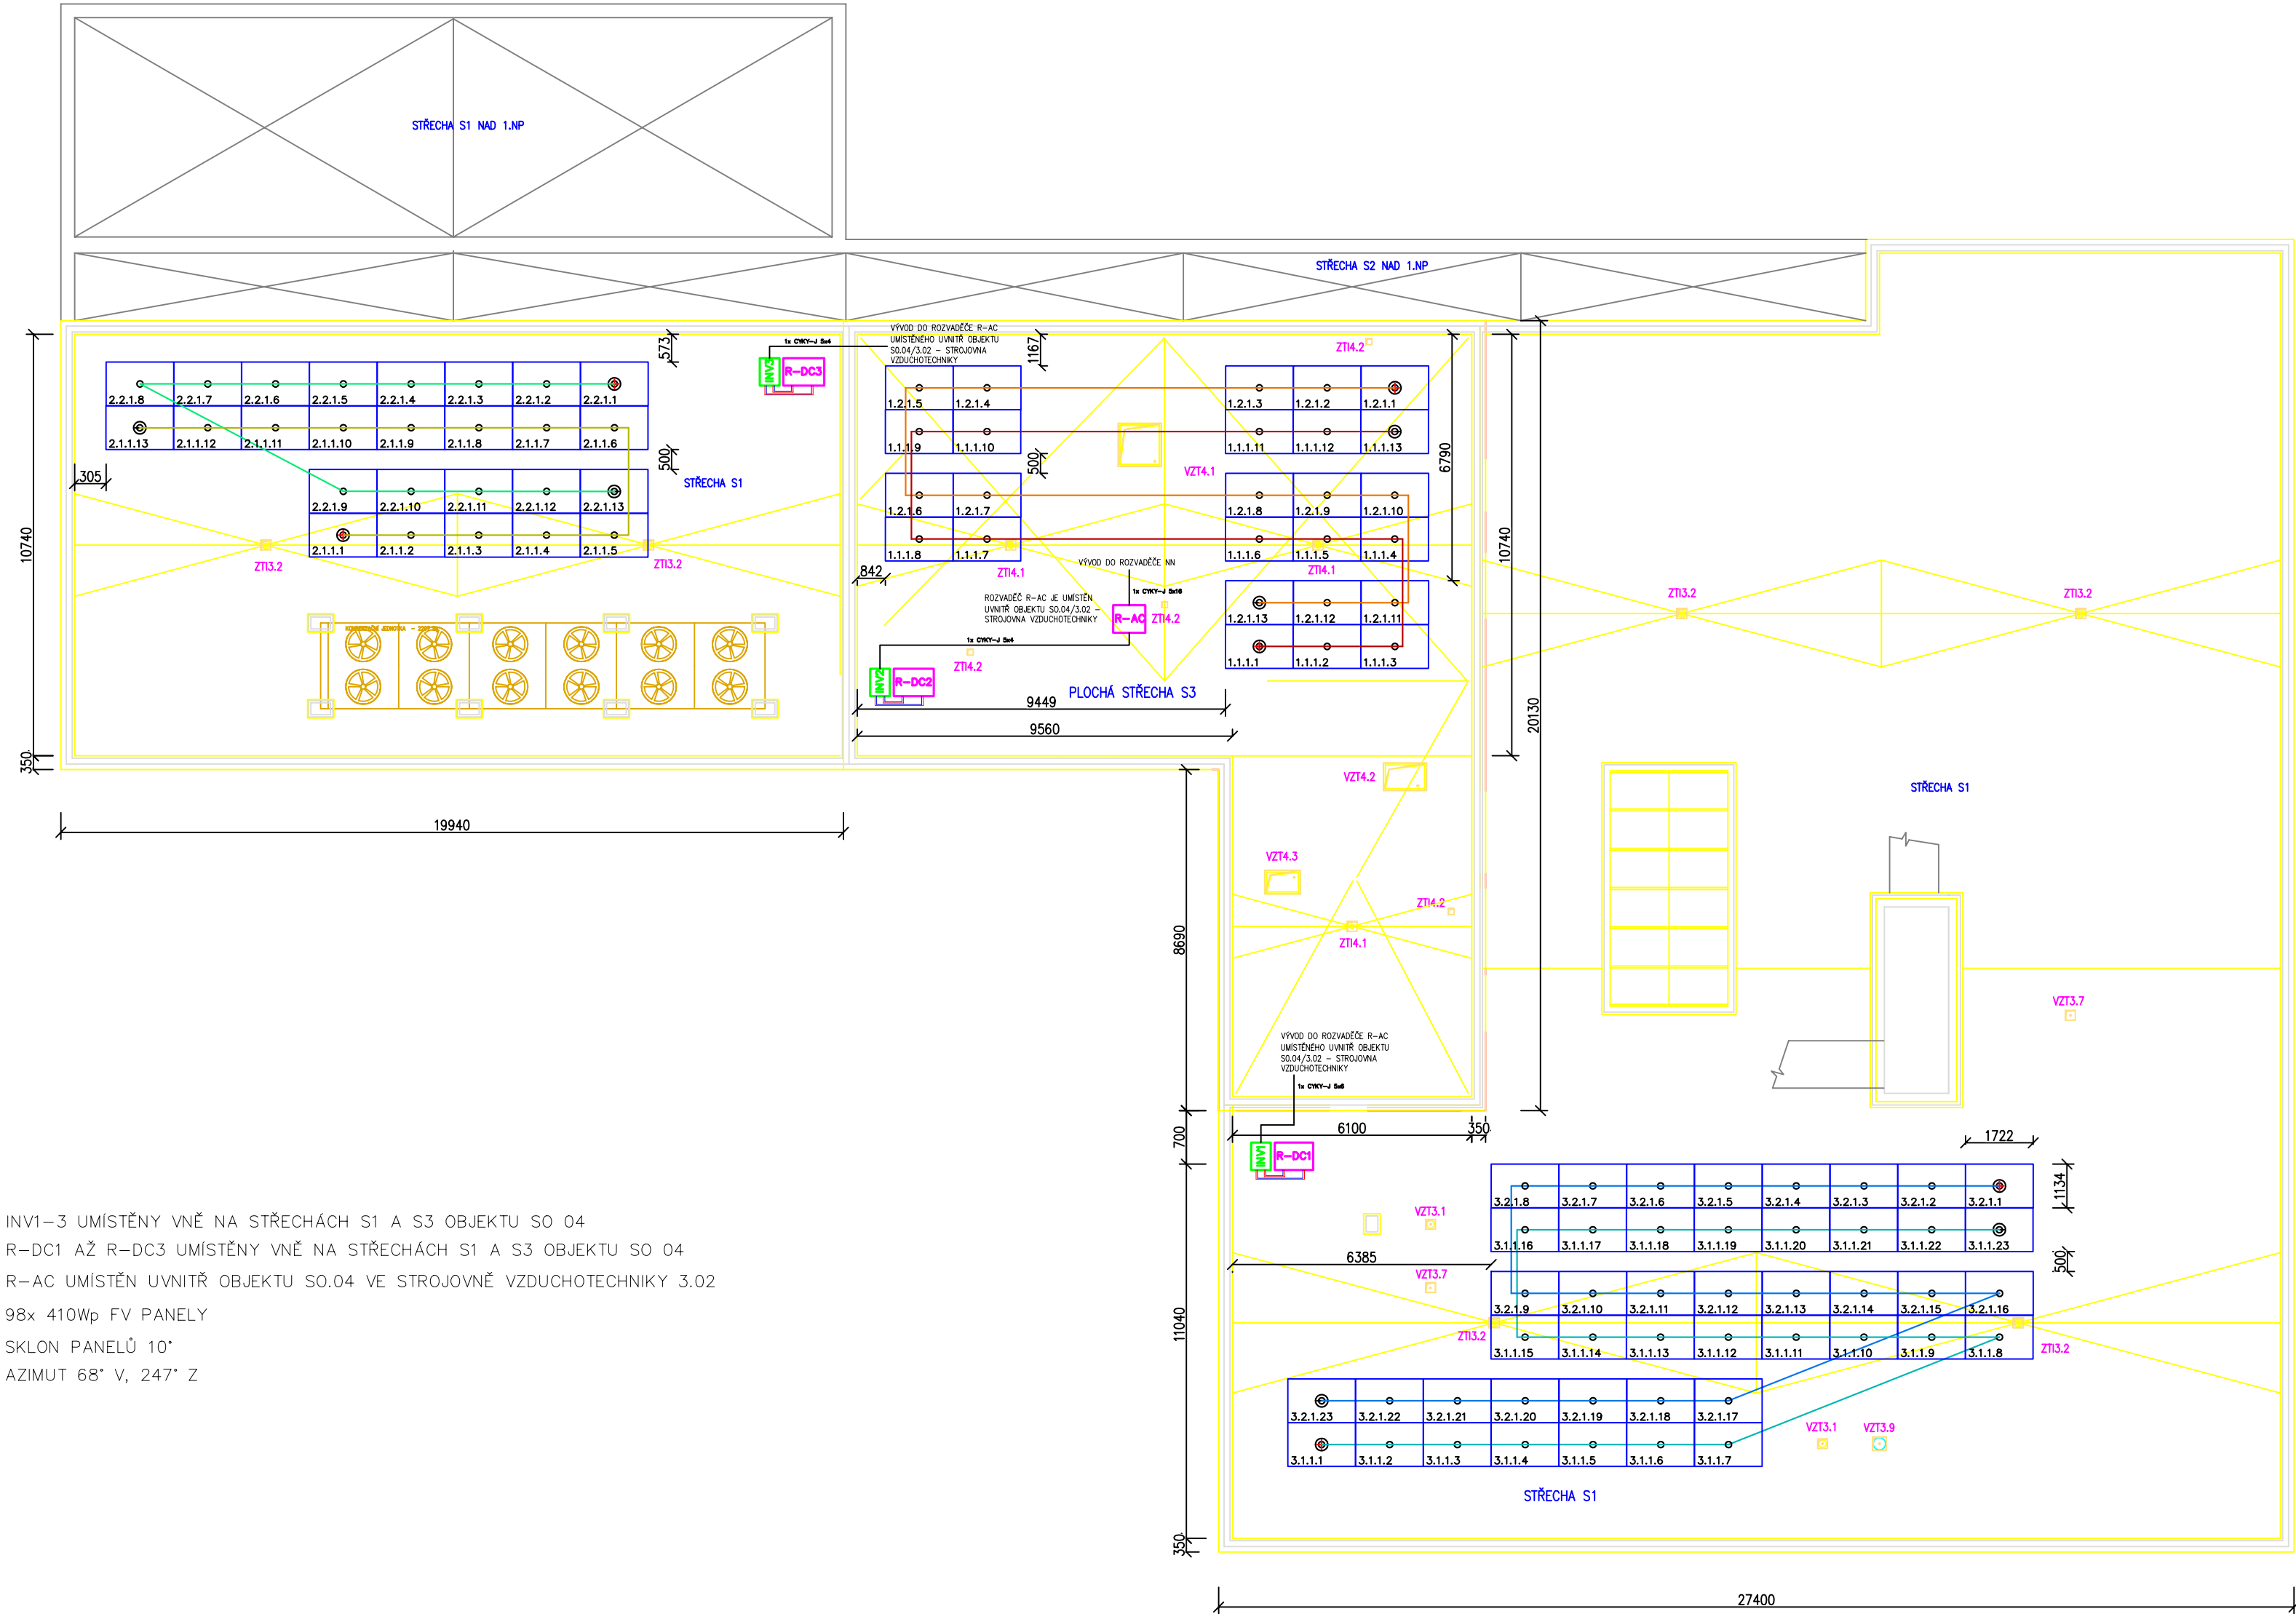 STŘECHA S1 NAD 1.NP
STŘECHA S2 NAD 1.NP
VÝVOD DO ROZVADĚČE R-AC
UMÍSTĚNÉHO UVNITŘ OBJEKTU
SO.04/3.02 - STROJOVNA
VZDUCHOTECHNIKY
1x CYKY-J 5x4
INV3
R-DC3
573
2.2.1.8 2.2.1.7 2.2.1.6 2.2.1.5 2.2.1.4 2.2.1.3 2.2.1.2 2.2.1.1
2.1.1.13 2.1.1.12 2.1.1.11 2.1.1.10 2.1.1.9 2.1.1.8 2.1.1.7 2.1.1.6
500
305
STŘECHA S1
2.2.1.9 2.2.1.10 2.2.1.11 2.2.1.12 2.2.1.13
2.1.1.1 2.1.1.2 2.1.1.3 2.1.1.4 2.1.1.5
ZTI3.2
ZTI3.2
10740
350
19940
1167
ZTI4.2
1.2.1.5 1.2.1.4 1.2.1.3 1.2.1.2 1.2.1.1
1.1.1.9 1.1.1.10 1.1.1.11 1.1.1.12 1.1.1.13
500
VZT4.1
6790
1.2.1.6 1.2.1.7 1.2.1.8 1.2.1.9 1.2.1.10
1.1.1.8 1.1.1.7 1.1.1.6 1.1.1.5 1.1.1.4
842
ZTI4.1
ZTI4.1
VÝVOD DO ROZVADĚČE NN
1x CYKY-J 5x16
ROZVADĚČ R-AC JE UMÍSTĚN
UVNITŘ OBJEKTU SO.04/3.02 -
STROJOVNA VZDUCHOTECHNIKY
R-AC
ZTI4.2
1.2.1.13 1.2.1.12 1.2.1.11
1.1.1.1 1.1.1.2 1.1.1.3
1x CYKY-J 5x4
ZTI4.2
INV2
R-DC2
PLOCHÁ STŘECHA S3
9449
9560
10740
20130
ZTI3.2
ZTI3.2
VZT4.2
STŘECHA S1
VZT4.3
ZTI4.2
ZTI4.1
8690
VZT3.7
VÝVOD DO ROZVADĚČE R-AC
UMÍSTĚNÉHO UVNITŘ OBJEKTU
SO.04/3.02 - STROJOVNA
VZDUCHOTECHNIKY
1x CYKY-J 5x6
6100
350
700
INV1
R-DC1
1722
1134
3.2.1.8 3.2.1.7 3.2.1.6 3.2.1.5 3.2.1.4 3.2.1.3 3.2.1.2 3.2.1.1
VZT3.1
3.1.1.16 3.1.1.17 3.1.1.18 3.1.1.19 3.1.1.20 3.1.1.21 3.1.1.22 3.1.1.23
500
6385
VZT3.7
3.2.1.9 3.2.1.10 3.2.1.11 3.2.1.12 3.2.1.13 3.2.1.14 3.2.1.15 3.2.1.16
ZTI3.2
3.1.1.15 3.1.1.14 3.1.1.13 3.1.1.12 3.1.1.11 3.1.1.10 3.1.1.9 3.1.1.8
ZTI3.2
11040
3.2.1.23 3.2.1.22 3.2.1.21 3.2.1.20 3.2.1.19 3.2.1.18 3.2.1.17
3.1.1.1 3.1.1.2 3.1.1.3 3.1.1.4 3.1.1.5 3.1.1.6 3.1.1.7
VZT3.1
VZT3.9
STŘECHA S1
350
27400
INV1-3 UMÍSTĚNY VNĚ NA STŘECHÁCH S1 A S3 OBJEKTU SO 04
R-DC1 AŽ R-DC3 UMÍSTĚNY VNĚ NA STŘECHÁCH S1 A S3 OBJEKTU SO 04
R-AC UMÍSTĚN UVNITŘ OBJEKTU SO.04 VE STROJOVNĚ VZDUCHOTECHNIKY 3.02
98x 410Wp FV PANELY
SKLON PANELŮ 10°
AZIMUT 68° V, 247° Z